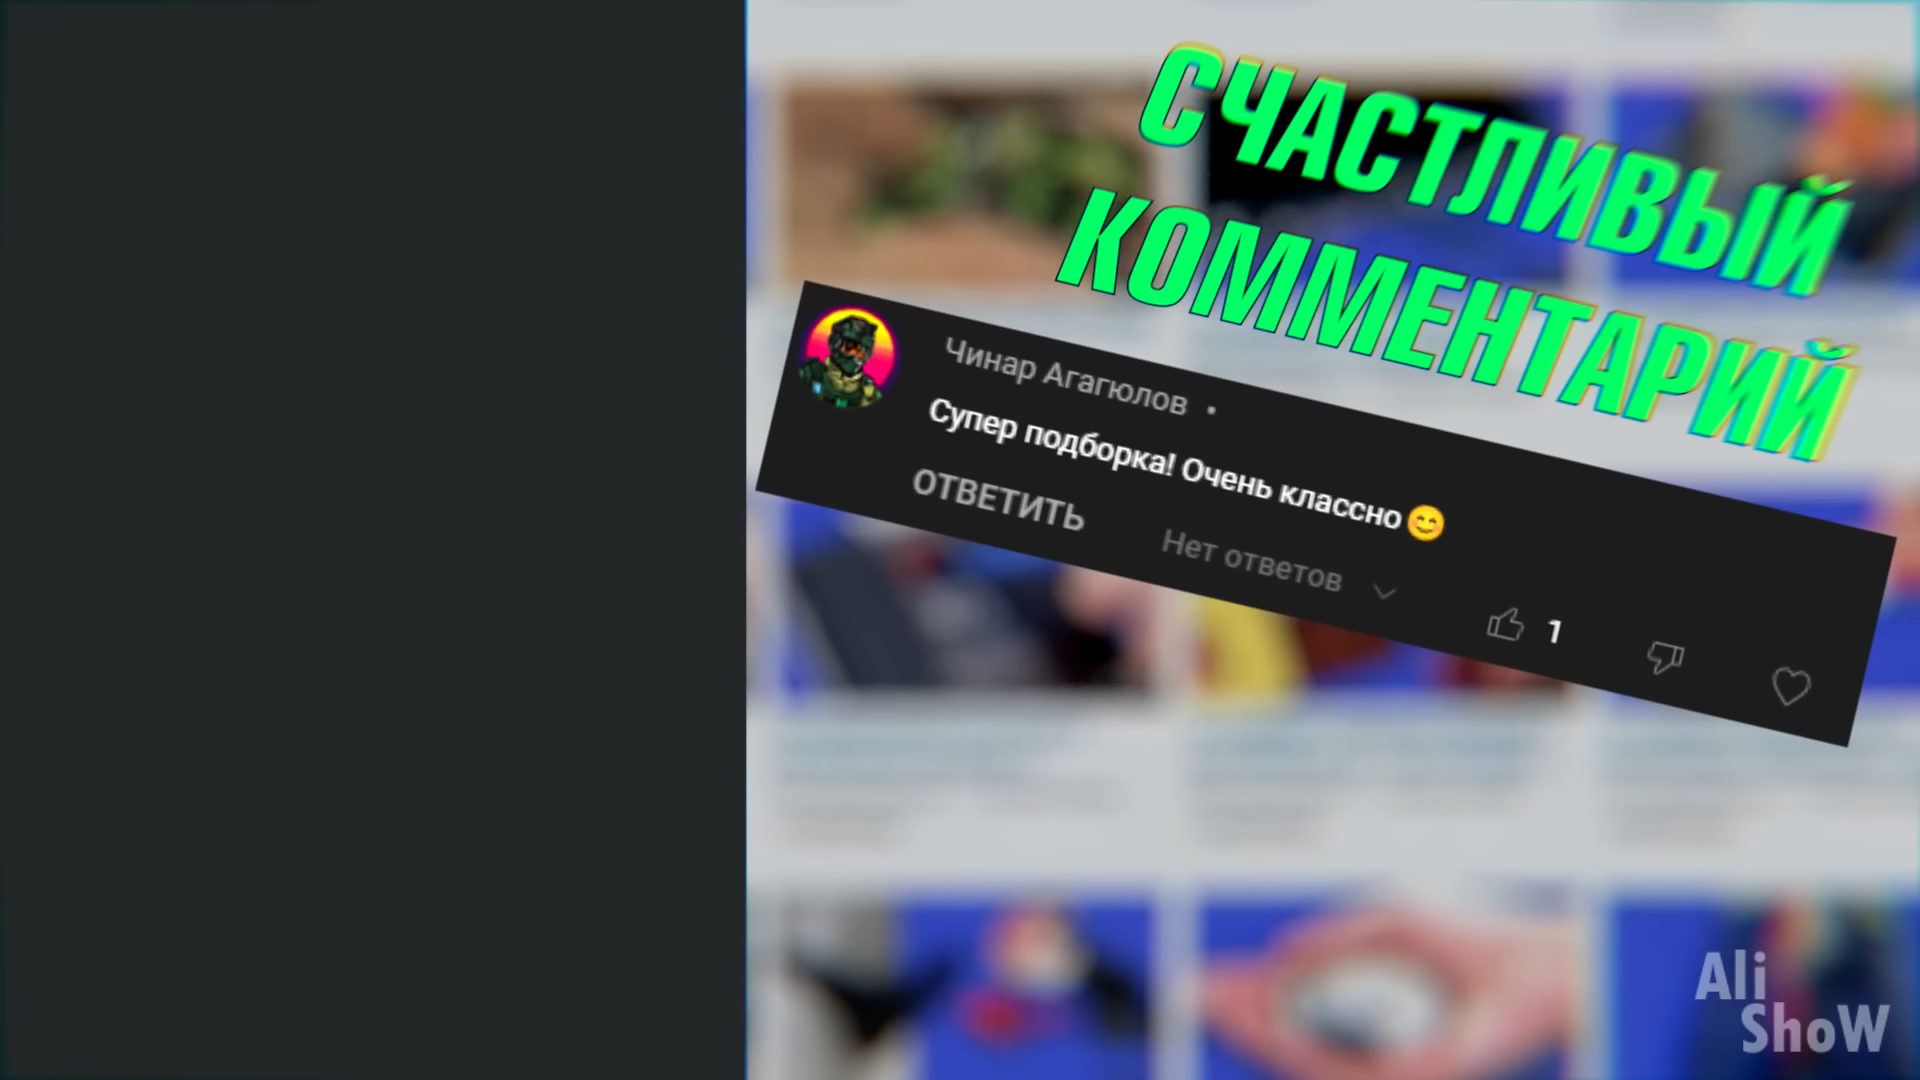 СЧАСТЛИВЫЙ
КОММЕНТАРИЙ
Чинар Агагюлов •
Супер подборка! Очень классно😊
ОТВЕТИТЬ
Нет ответов
1
Ali
ShoW